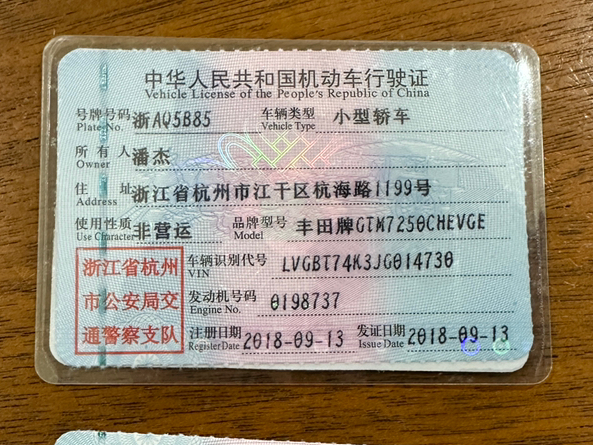 中华人民共和国机动车行驶证
Vehicle License of the People's Republic of China
号牌号码 浙AQ5B85 车辆类型 小型轿车
Plate No. Vehicle Type
所有人 潘杰
Owner
住址 浙江省杭州市江干区杭海路1199号
Address
使用性质 非营运 品牌型号 丰田牌GTM7250CHEVGE
Use Character Model
浙江省杭州 车辆识别代号 LVGBT74K3JG014730
VIN
市公安局交 发动机号码 0198737
Engine No.
通警察支队 注册日期 2018-09-13 发证日期 2018-09-13
Register Date Issue Date